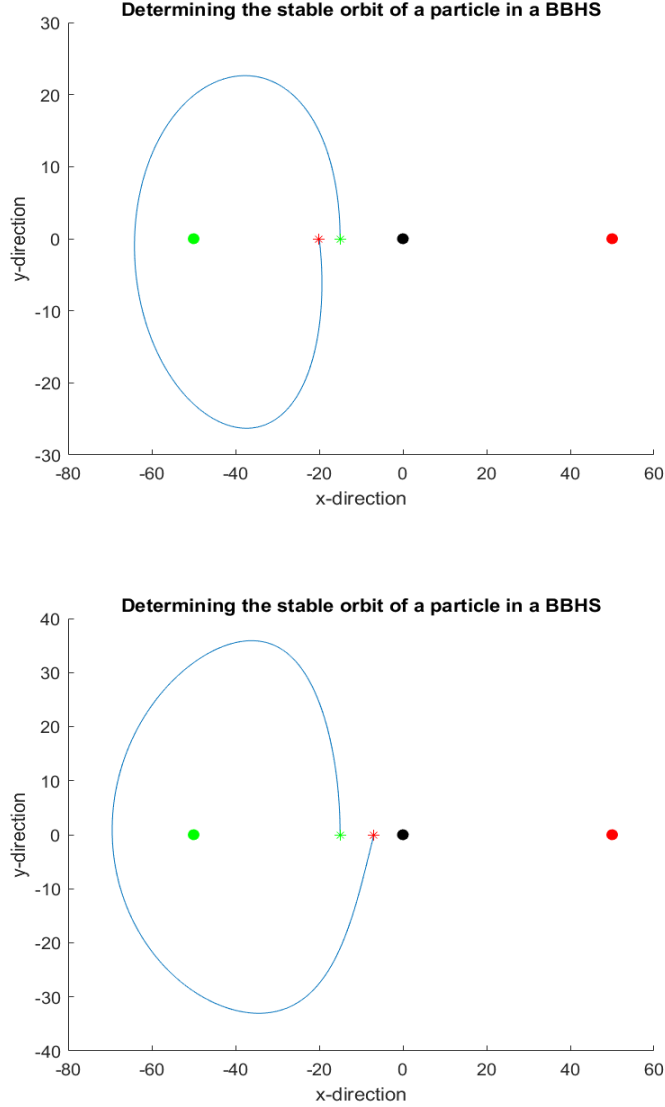 Determining the stable orbit of a particle in a BBHS
30
20
10
0
-10
-20
-30
y-direction
-80 -60 -40 -20 0 20 40 60
x-direction
Determining the stable orbit of a particle in a BBHS
40
30
20
10
0
-10
-20
-30
-40
y-direction
-80 -60 -40 -20 0 20 40 60
x-direction